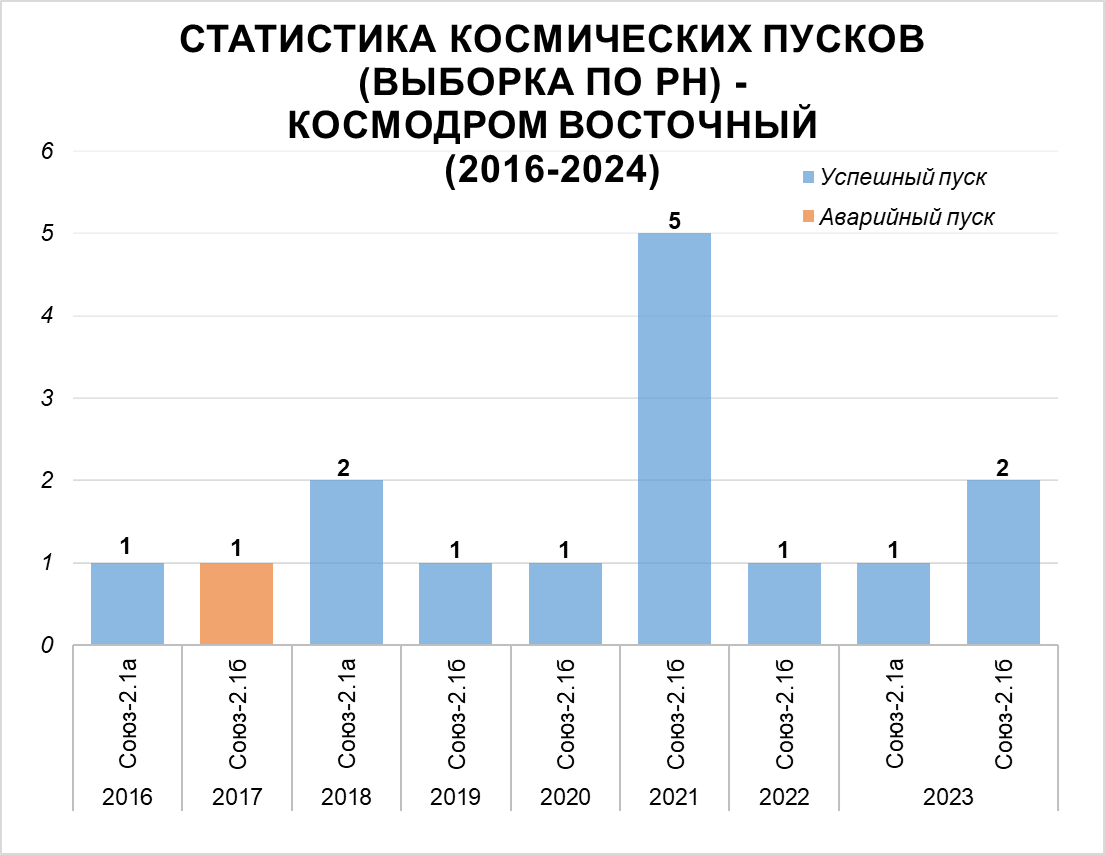 СТАТИСТИКА КОСМИЧЕСКИХ ПУСКОВ
(ВЫБОРКА ПО РН) -
КОСМОДРОМ ВОСТОЧНЫЙ
(2016-2024)
Успешный пуск
Аварийный пуск
6
5
4
3
2
1
0
1
1
2
1
1
5
1
1
2
Союз-2.1а
Союз-2.1б
Союз-2.1а
Союз-2.1б
Союз-2.1б
Союз-2.1б
Союз-2.1б
Союз-2.1а
Союз-2.1б
2016
2017
2018
2019
2020
2021
2022
2023